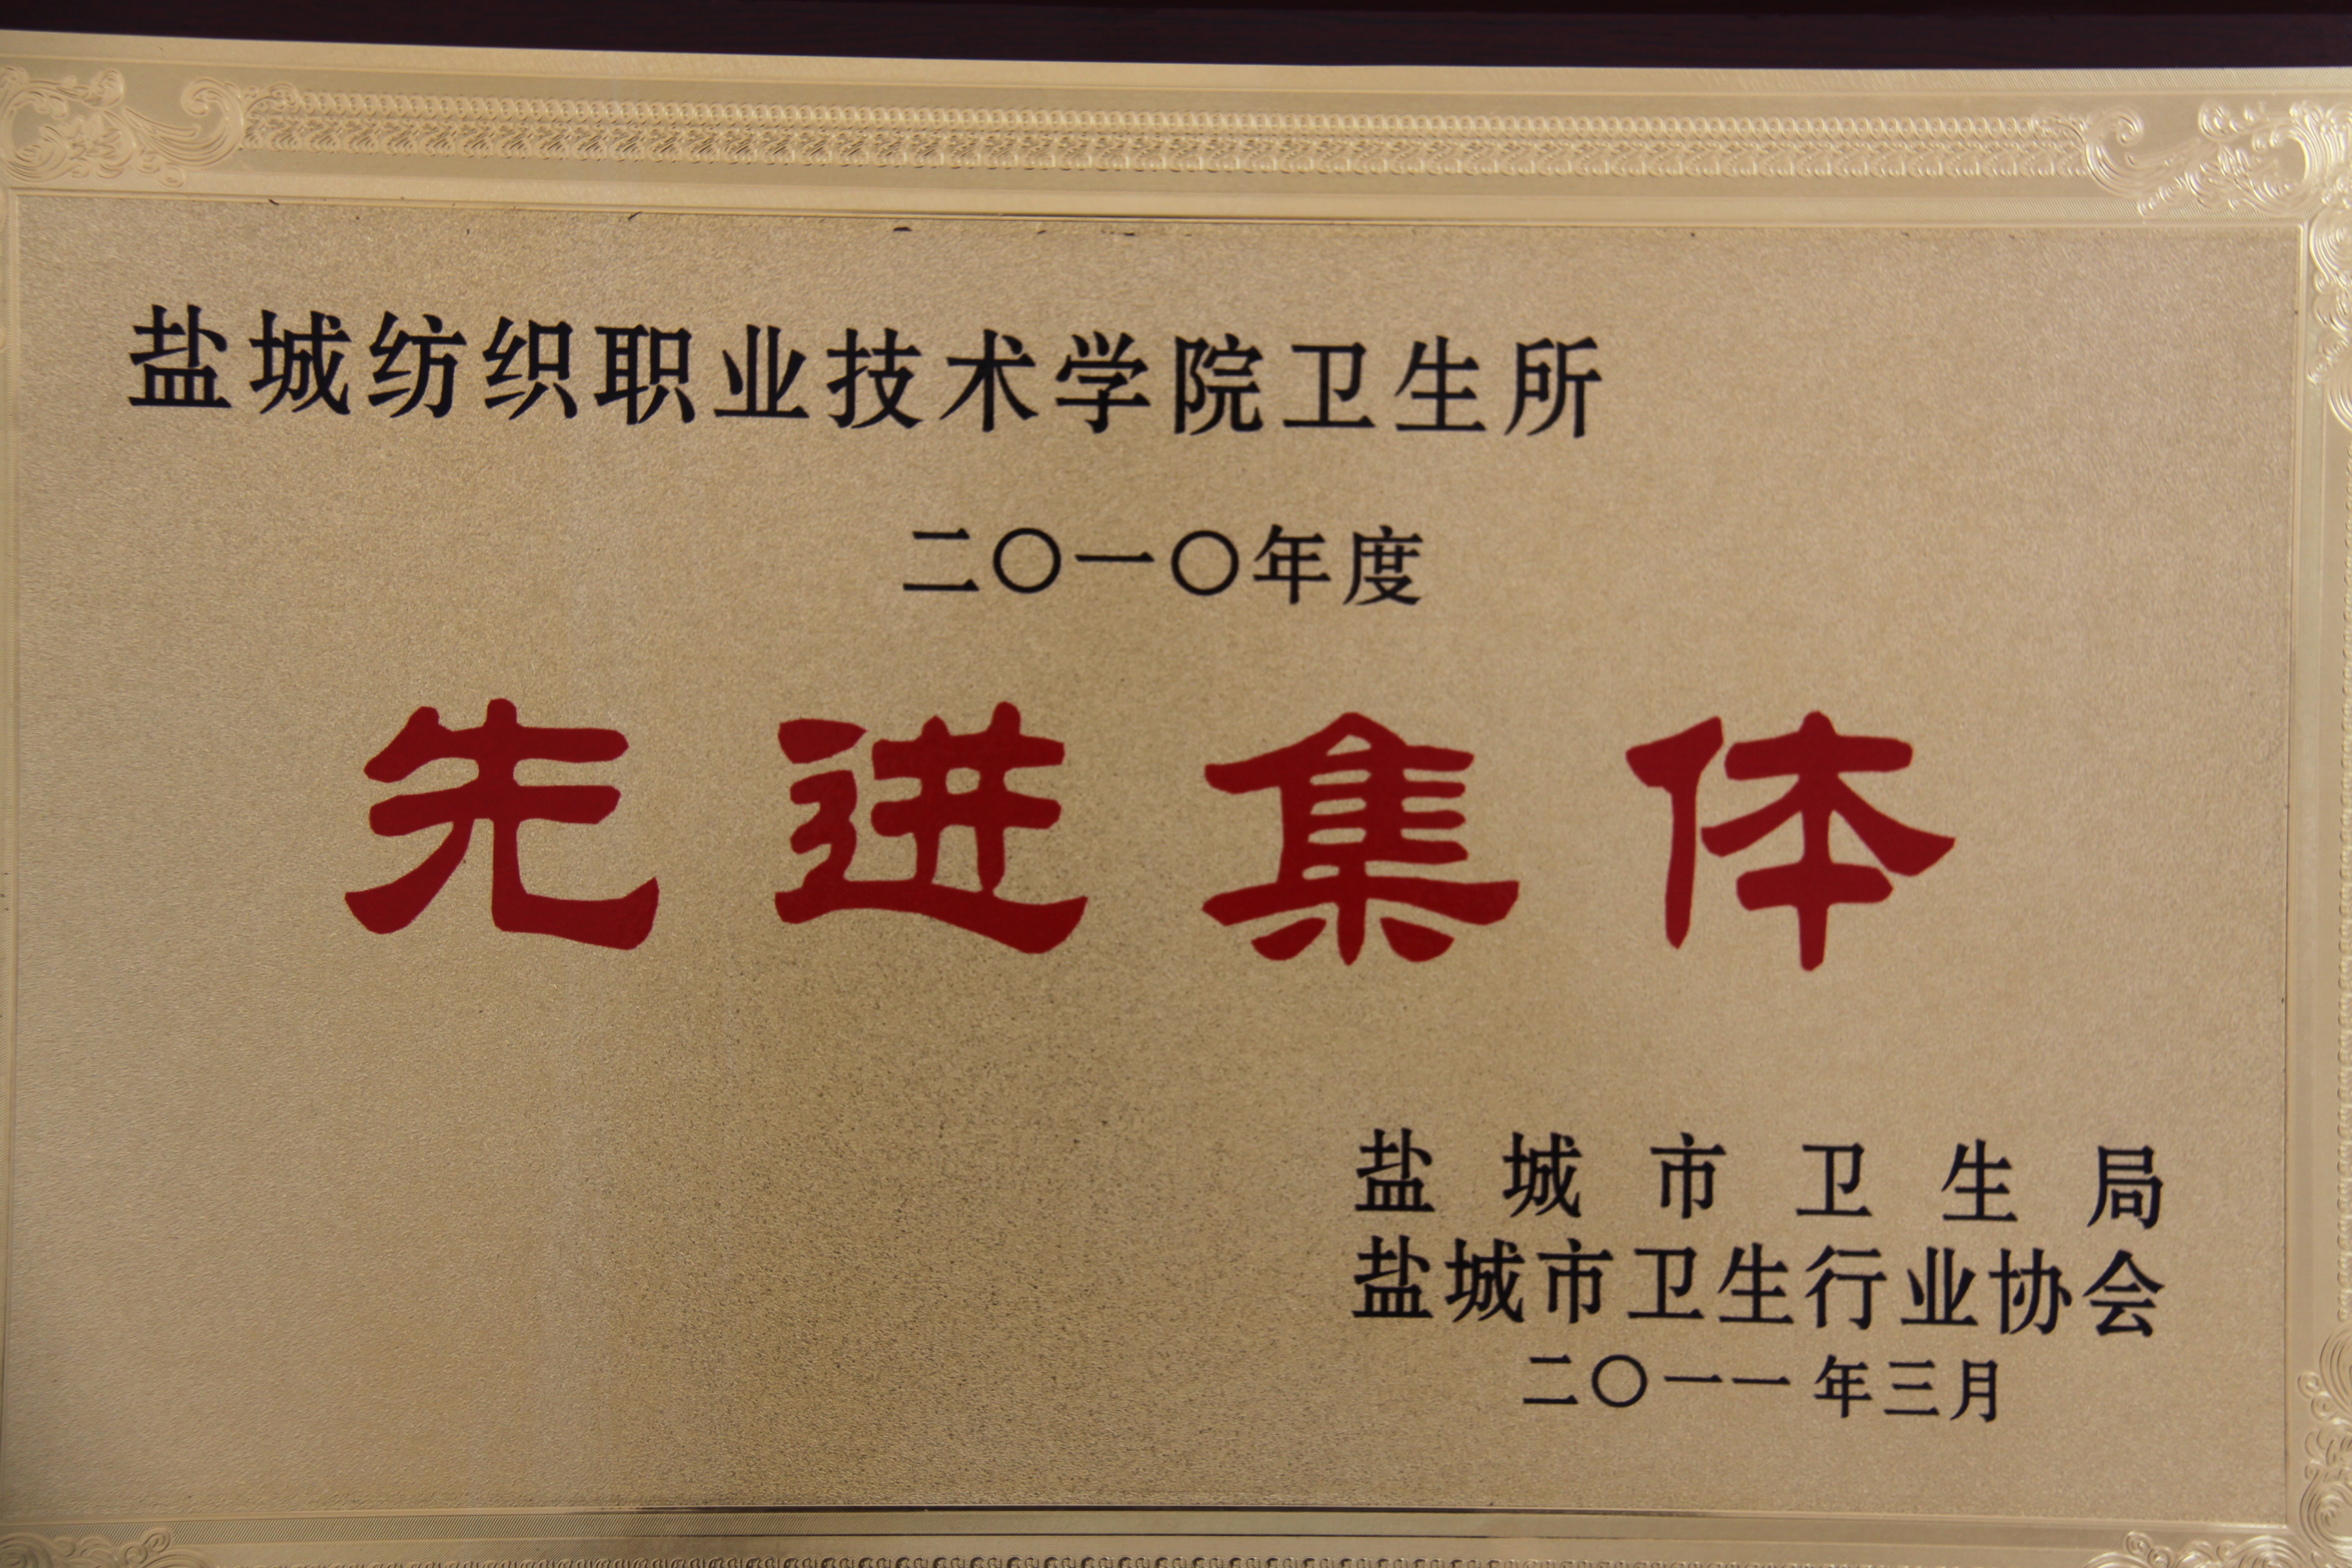 盐城纺织职业技术学院卫生所
二〇一〇年度
先进集体
盐城市卫生局
盐城市卫生行业协会
二〇一一年三月